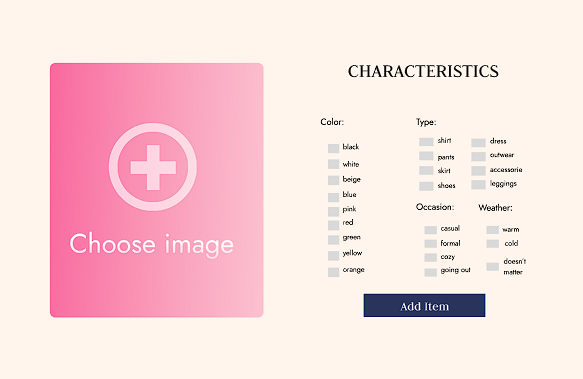 Choose image
CHARACTERISTICS
Color:
black
white
beige
blue
pink
red
green
yellow
orange
Type:
shirt
pants
skirt
shoes
dress
outwear
accessorie
leggings
Occasion:
casual
formal
cozy
going out
Weather:
warm
cold
doesn't
matter
Add Item